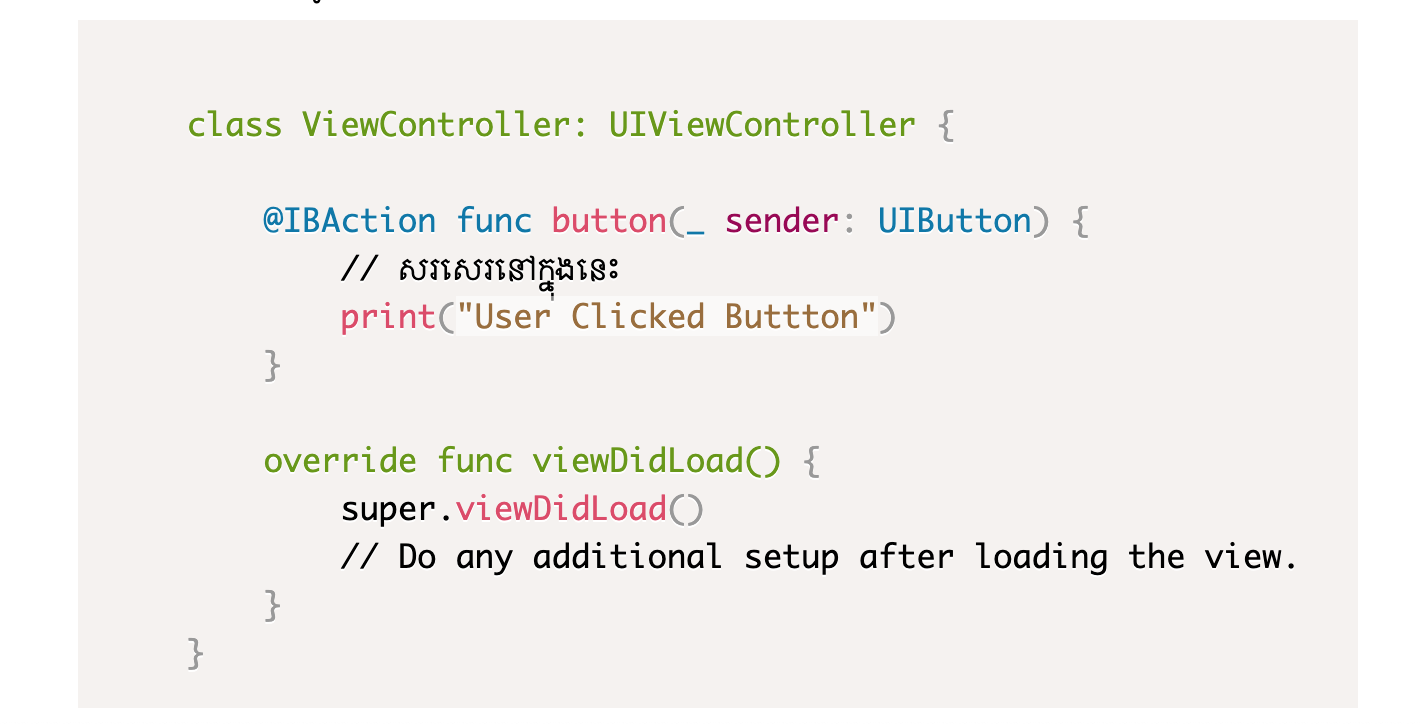 class ViewController: UIViewController {
@IBAction func button(_ sender: UIButton) {
// សរសេរនៅក្នុងនេះ
print("User Clicked Buttton")
}
override func viewDidLoad() {
super.viewDidLoad()
// Do any additional setup after loading the view.
}
}